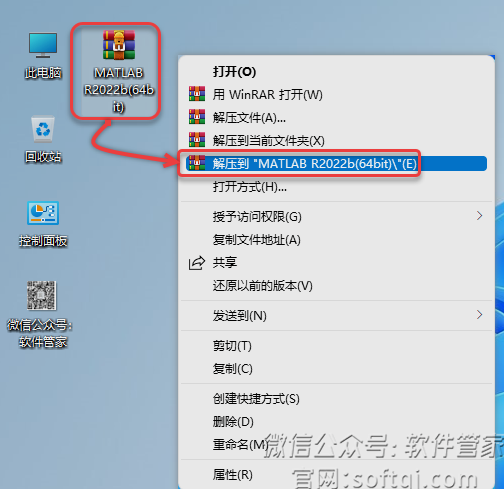 此电脑
MATLAB
R2022b(64b
it)
回收站
控制面板
微信公众号:
软件管家
打开(O)
用 WinRAR 打开(W)
解压文件(A)...
解压到当前文件夹(X)
解压到 "MATLAB R2022b(64bit)\"(E)
打开方式(H)...
授予访问权限(G)
复制文件地址(A)
共享
还原以前的版本(V)
发送到(N)
剪切(T)
复制(C)
创建快捷方式(S)
删除(D)
重命名(M)
属性(R)
微信公众号: 软件管家
官网:softqi.com